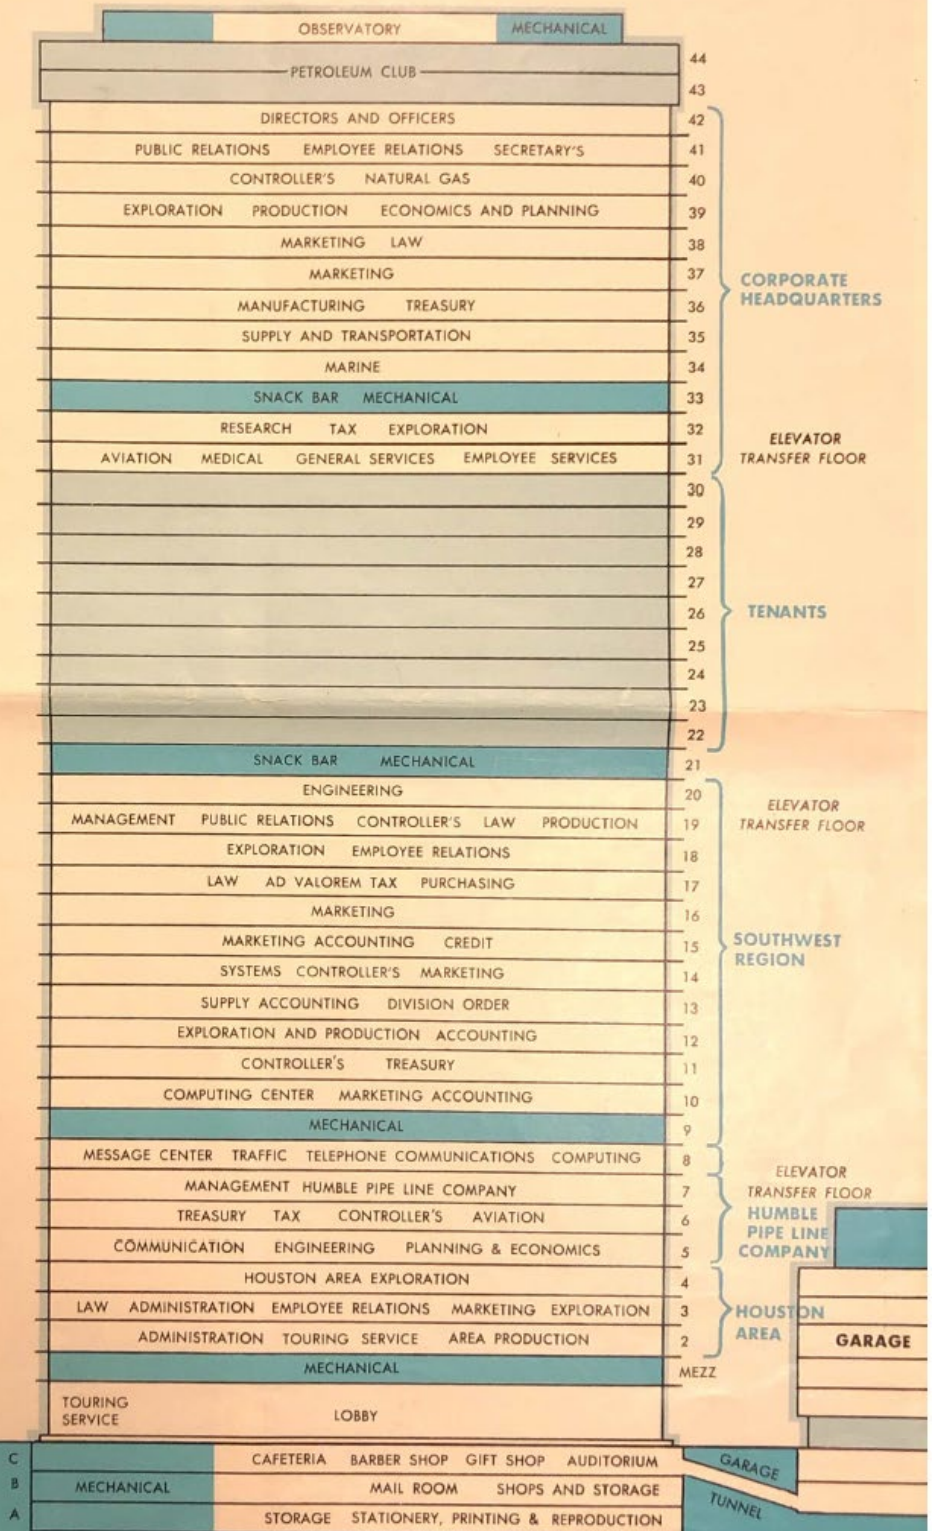 OBSERVATORY MECHANICAL
44
PETROLEUM CLUB
43
DIRECTORS AND OFFICERS 42
PUBLIC RELATIONS EMPLOYEE RELATIONS SECRETARY'S 41
CONTROLLER'S NATURAL GAS 40
EXPLORATION PRODUCTION ECONOMICS AND PLANNING 39
MARKETING LAW 38
MARKETING 37
CORPORATE
HEADQUARTERS
MANUFACTURING TREASURY 36
SUPPLY AND TRANSPORTATION 35
MARINE 34
SNACK BAR MECHANICAL 33
RESEARCH TAX EXPLORATION 32
ELEVATOR
TRANSFER FLOOR
AVIATION MEDICAL GENERAL SERVICES EMPLOYEE SERVICES 31
30
29
28
27
26 TENANTS
25
24
23
22
SNACK BAR MECHANICAL 21
ENGINEERING 20
ELEVATOR
TRANSFER FLOOR
MANAGEMENT PUBLIC RELATIONS CONTROLLER'S LAW PRODUCTION 19
EXPLORATION EMPLOYEE RELATIONS 18
LAW AD VALOREM TAX PURCHASING 17
MARKETING 16
MARKETING ACCOUNTING CREDIT 15
SOUTHWEST
REGION
SYSTEMS CONTROLLER'S MARKETING 14
SUPPLY ACCOUNTING DIVISION ORDER 13
EXPLORATION AND PRODUCTION ACCOUNTING 12
CONTROLLER'S TREASURY 11
COMPUTING CENTER MARKETING ACCOUNTING 10
MECHANICAL 9
MESSAGE CENTER TRAFFIC TELEPHONE COMMUNICATIONS COMPUTING 8
ELEVATOR
TRANSFER FLOOR
MANAGEMENT HUMBLE PIPE LINE COMPANY 7
TREASURY TAX CONTROLLER'S AVIATION 6
HUMBLE
PIPE LINE
COMPANY
COMMUNICATION ENGINEERING PLANNING & ECONOMICS 5
HOUSTON AREA EXPLORATION 4
LAW ADMINISTRATION EMPLOYEE RELATIONS MARKETING EXPLORATION 3
HOUSTON
AREA
ADMINISTRATION TOURING SERVICE AREA PRODUCTION 2
GARAGE
MECHANICAL MEZZ
TOURING
SERVICE
LOBBY
C CAFETERIA BARBER SHOP GIFT SHOP AUDITORIUM GARAGE
B MECHANICAL MAIL ROOM SHOPS AND STORAGE
TUNNEL
A STORAGE STATIONERY, PRINTING & REPRODUCTION